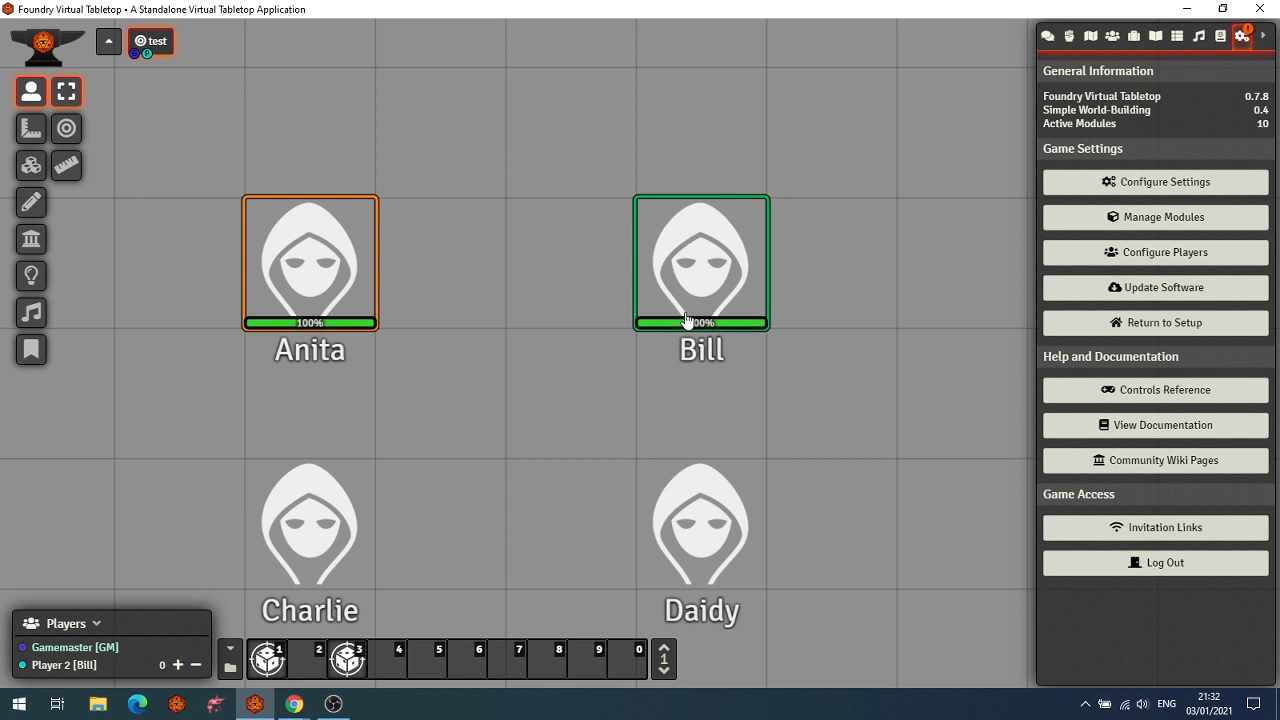 Foundry Virtual Tabletop • A Standalone Virtual Tabletop Application
test
G P
General Information
Foundry Virtual Tabletop 0.7.8
Simple World-Building 0.4
Active Modules 10
Game Settings
Configure Settings
Manage Modules
Configure Players
Update Software
Return to Setup
Help and Documentation
Controls Reference
View Documentation
Community Wiki Pages
Game Access
Invitation Links
Log Out
100%
Anita
Bill
Charlie
Daidy
Players
Gamemaster [GM]
Player 2 [Bill] 0
1 2 3 4 5 6 7 8 9 0
1
ENG
21:32
03/01/2021